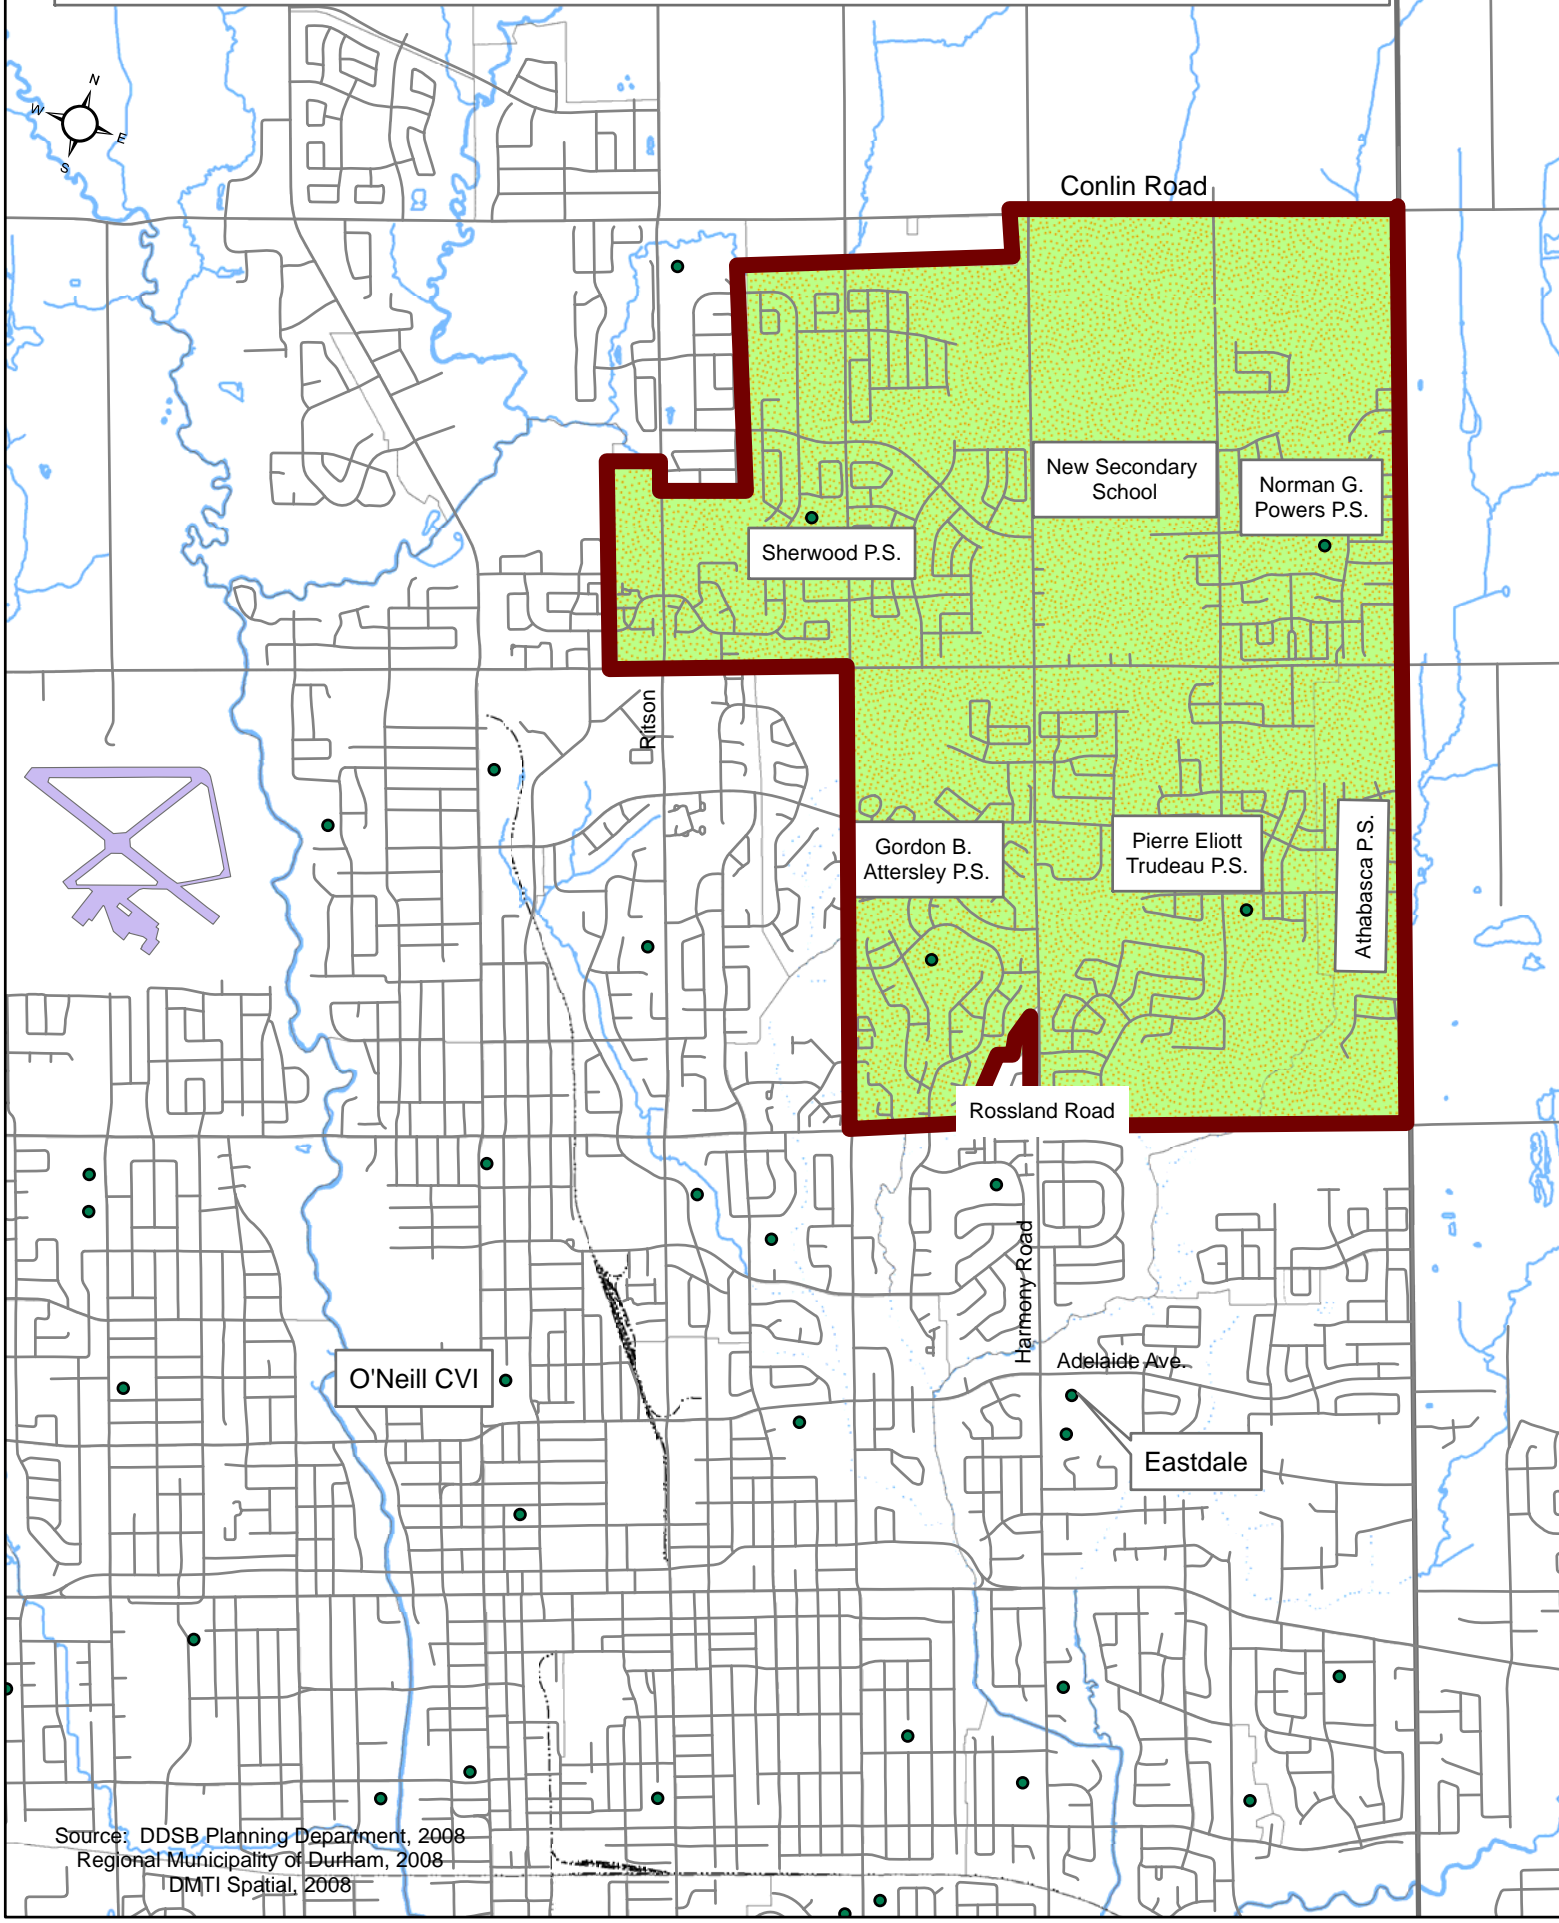 N
W
E
S
Conlin Road
New Secondary
School
Norman G.
Powers P.S.
Sherwood P.S.
Ritson
Gordon B.
Attersley P.S.
Pierre Eliott
Trudeau P.S.
Athabasca P.S.
Rossland Road
Harmony Road
Adelaide Ave.
O'Neill CVI
Eastdale
Source: DDSB Planning Department, 2008
Regional Municipality of Durham, 2008
DMTI Spatial, 2008